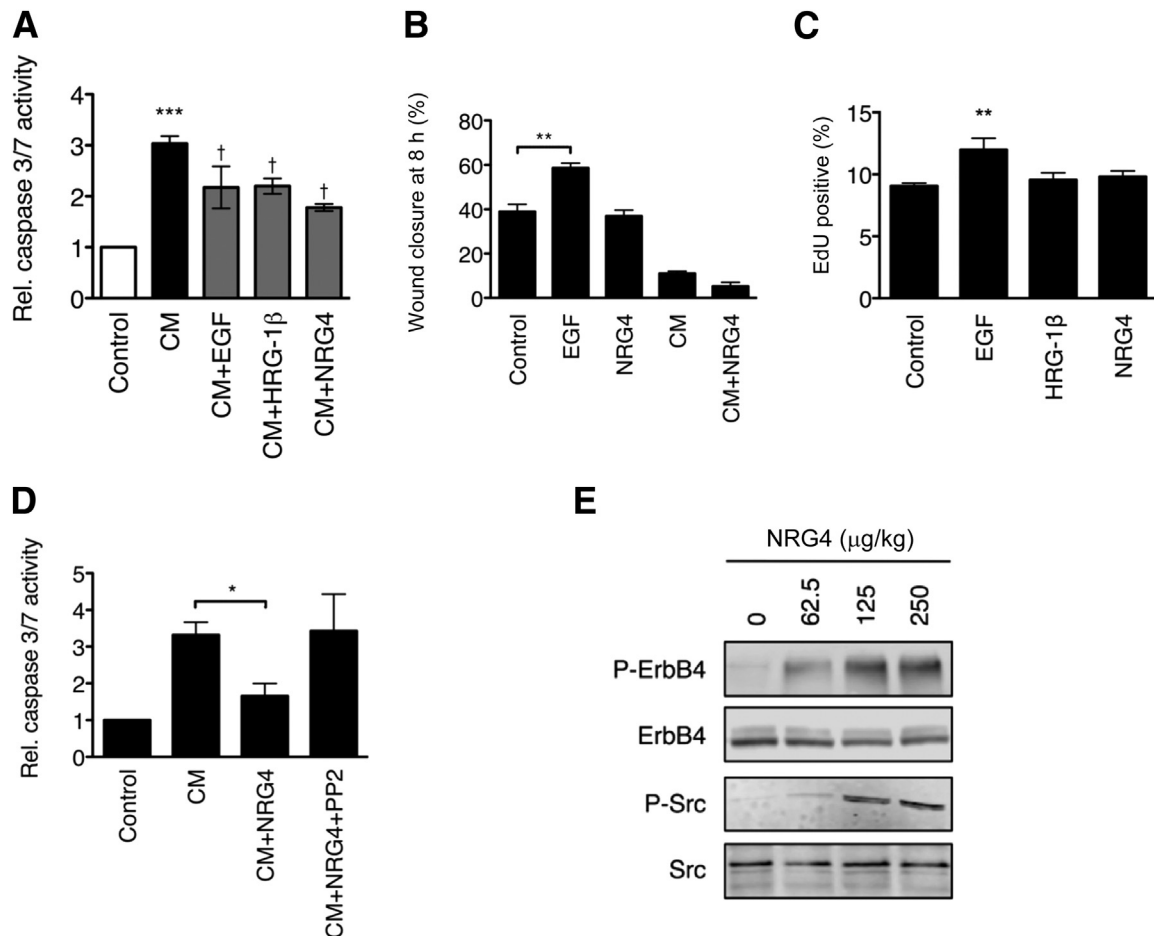 A
Rel. caspase 3/7 activity
4
3
2
1
0
***
†
†
†
Control
CM
CM+EGF
CM+HRG-1β
CM+NRG4
B
Wound closure at 8 h (%)
80
60
40
20
0
**
Control
EGF
NRG4
CM
CM+NRG4
C
EdU positive (%)
15
10
5
0
**
Control
EGF
HRG-1β
NRG4
D
Rel. caspase 3/7 activity
5
4
3
2
1
0
*
Control
CM
CM+NRG4
CM+NRG4+PP2
E
NRG4 (μg/kg)
0
62.5
125
250
P-ErbB4
ErbB4
P-Src
Src